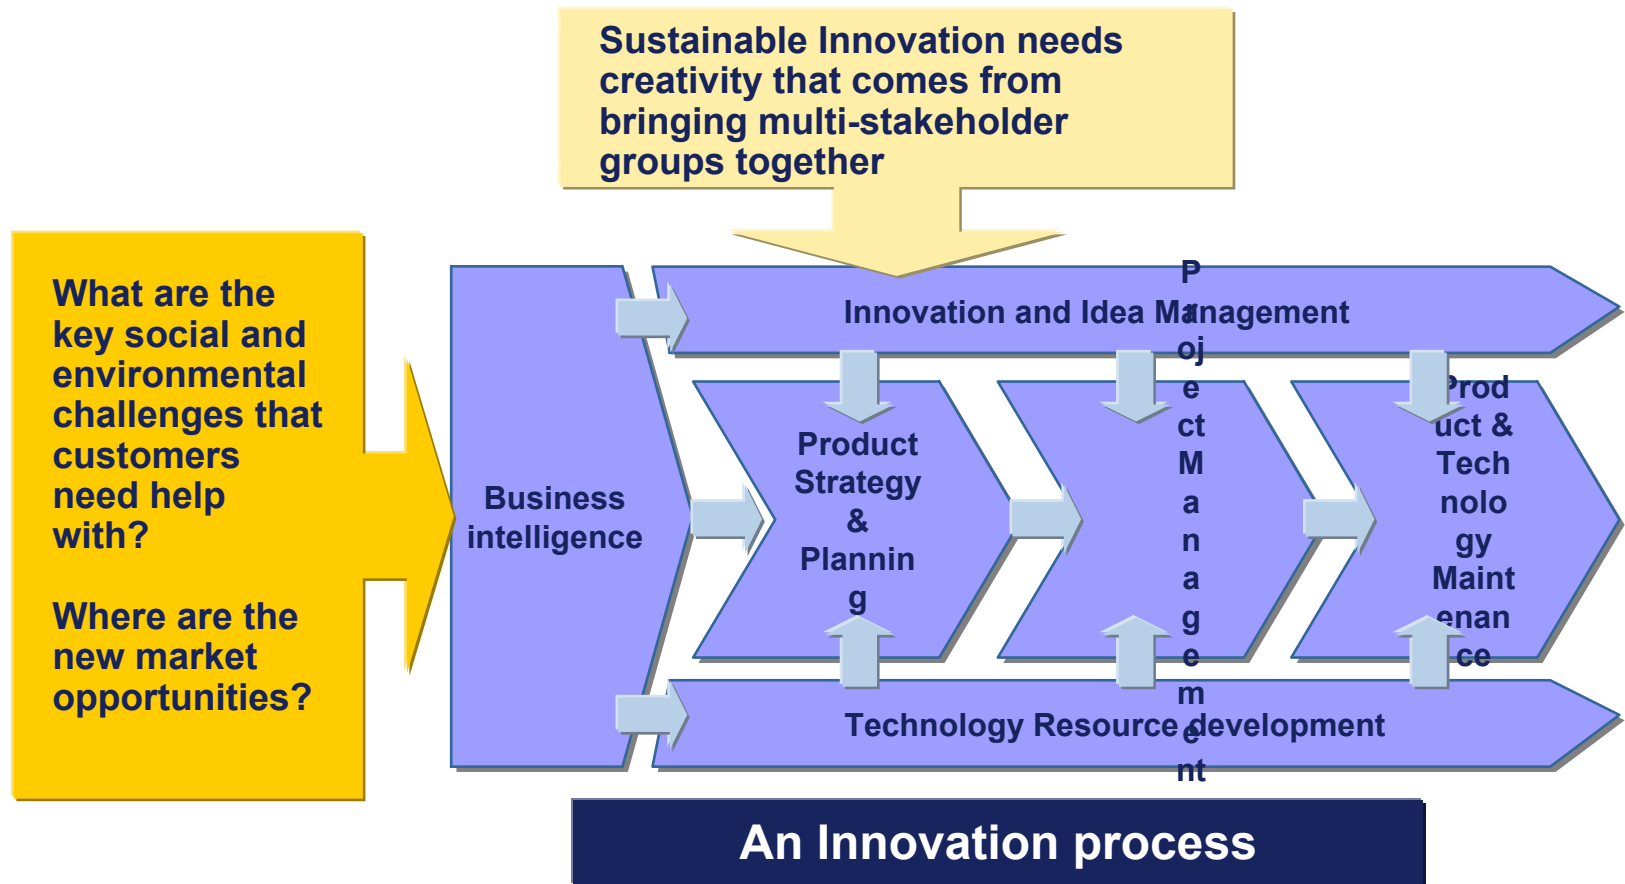 Sustainable Innovation needs
creativity that comes from
bringing multi-stakeholder
groups together
What are the
key social and
environmental
challenges that
customers
need help
with?
Where are the
new market
opportunities?
Business
intelligence
Innovation and Idea Management
Product
Strategy
&
Plannin
g
P
r
oj
e
ct
M
a
n
a
g
e
m
e
nt
Prod
uct &
Tech
nolo
gy
Maint
enan
ce
Technology Resource development
An Innovation process